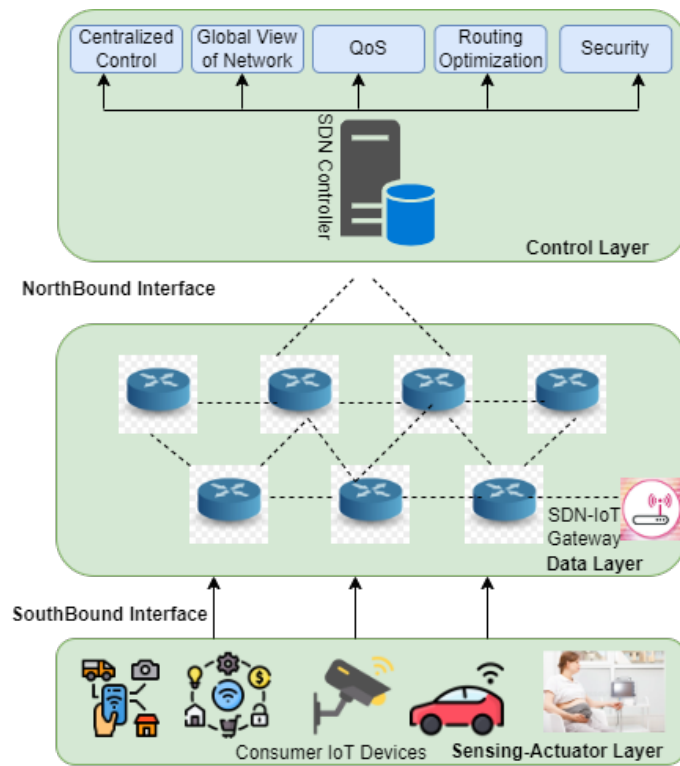 Centralized
Control
Global View
of Network
QoS
Routing
Optimization
Security
SDN Controller
Control Layer
NorthBound Interface
SDN-IoT
Gateway
Data Layer
SouthBound Interface
Consumer IoT Devices
Sensing-Actuator Layer